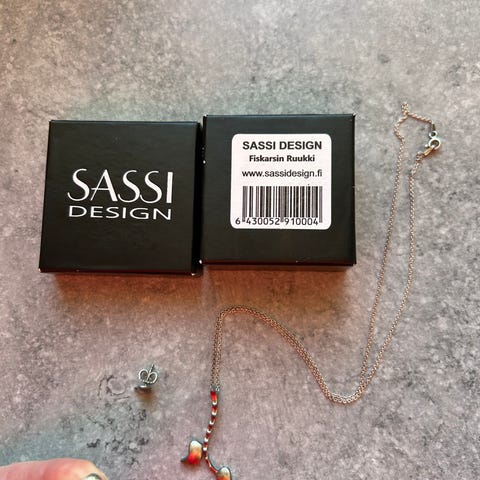 SASSI
DESIGN
SASSI DESIGN
Fiskarsin Ruukki
www.sassidesign.fi
6 430052 910004